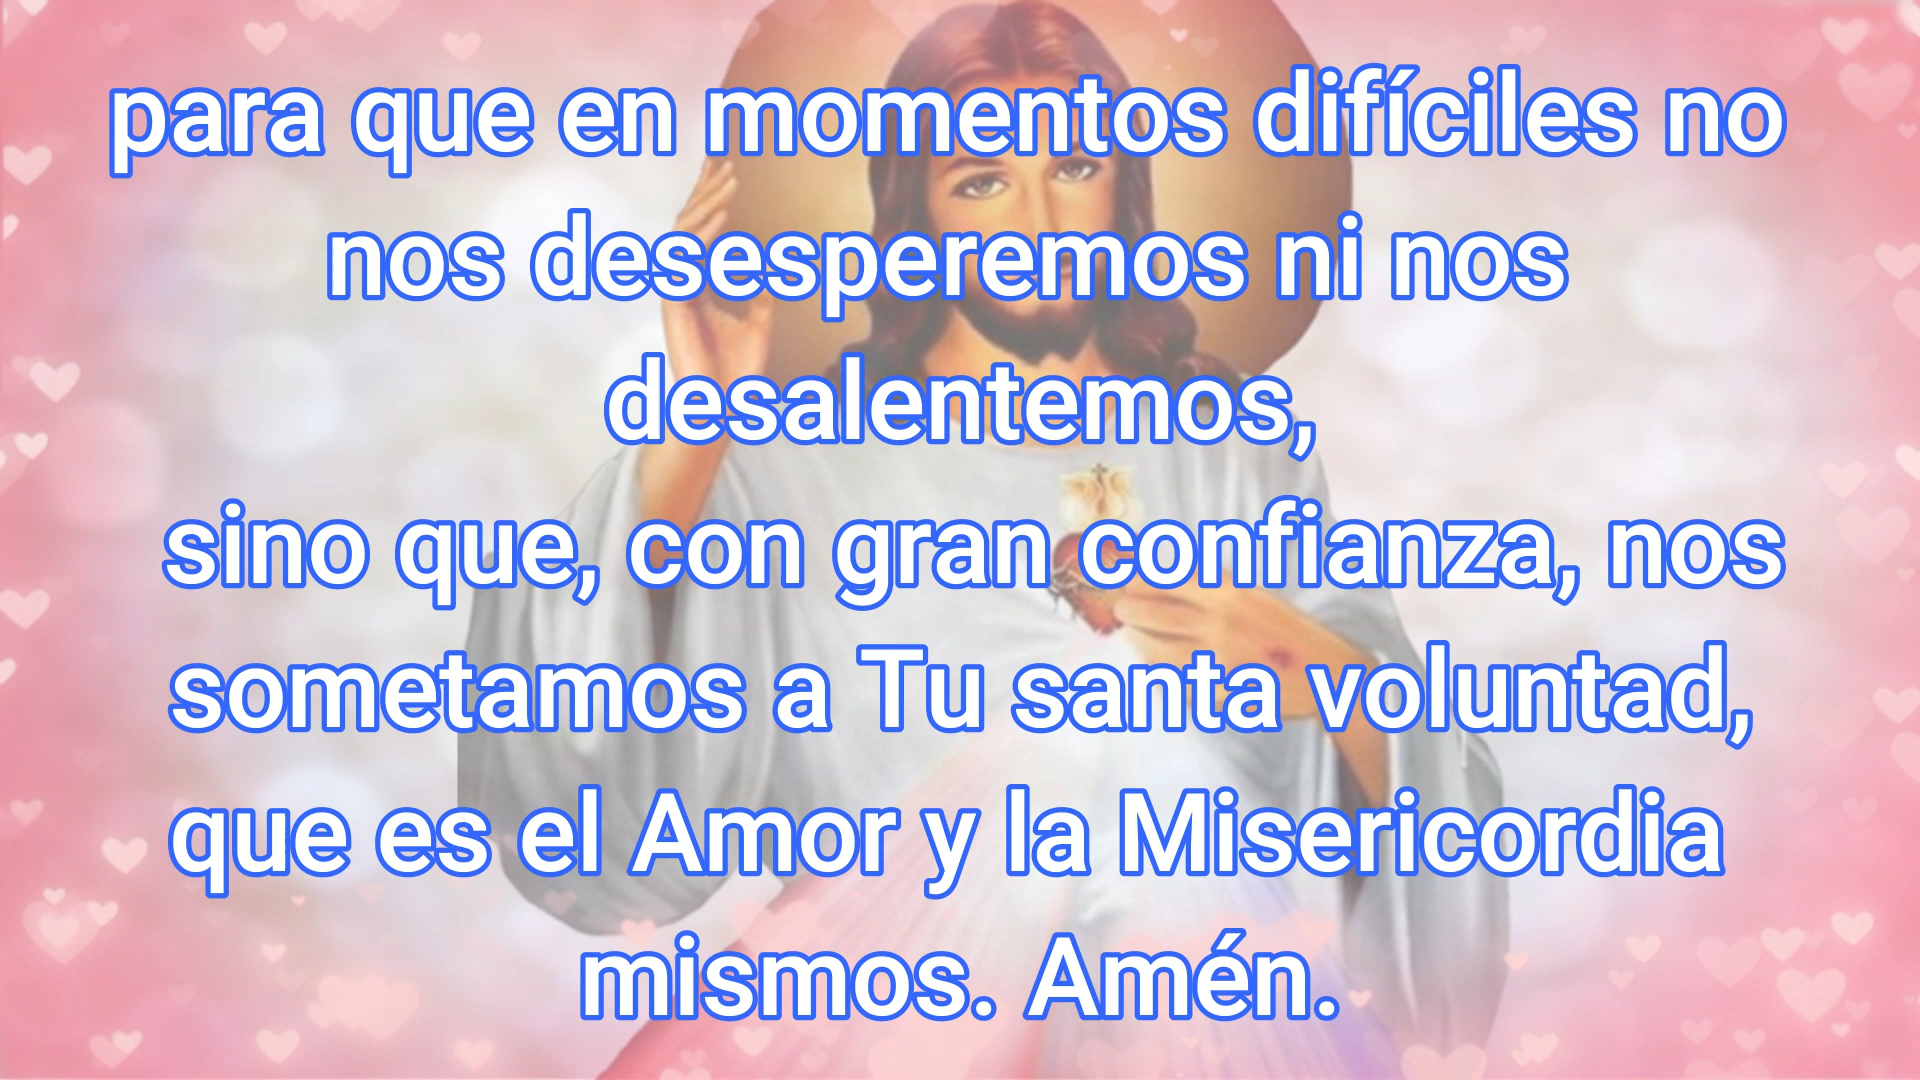 para que en momentos difíciles no
nos desesperemos ni nos
desalentemos,
sino que, con gran confianza, nos
sometamos a Tu santa voluntad,
que es el Amor y la Misericordia
mismos. Amén.